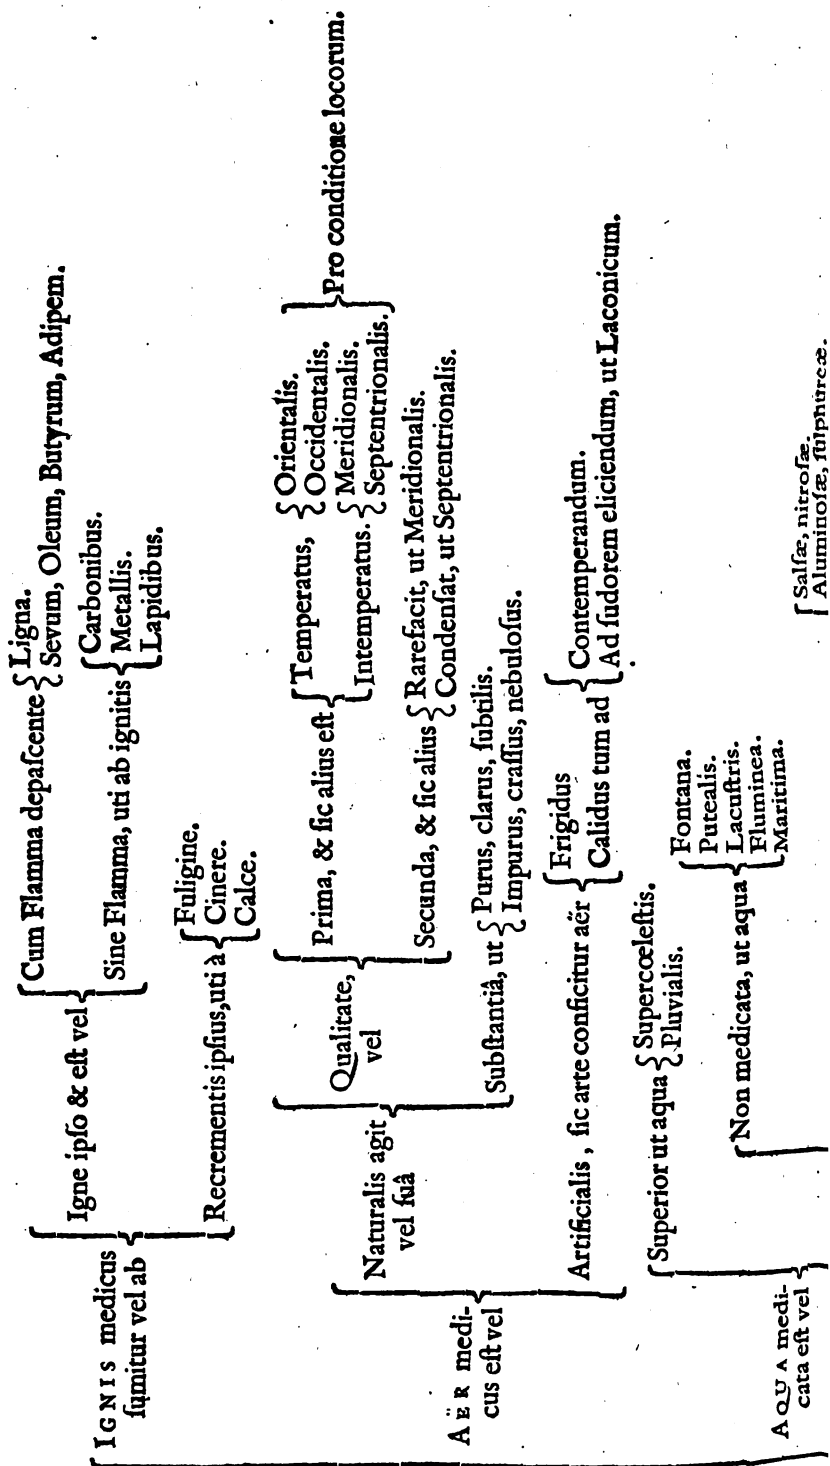 IGNIS medicus
ſumitur vel ab
Igne ipſo & eſt vel
Cum Flamma depaſcente
Ligna.
Sevum, Oleum, Butyrum, Adipem.
Sine Flamma, uti ab ignitis
Carbonibus.
Metallis.
Lapidibus.
Recrementis ipſius, uti à
Fuligine.
Cinere.
Calce.
AËR medi-
cus eſt vel
Naturalis agit
vel ſuâ
Qualitate,
vel
Prima, & ſic alius eſt
Temperatus,
Orientalis.
Occidentalis.
Intemperatus.
Meridionalis.
Septentrionalis.
Pro conditione locorum.
Secunda, & ſic alius
Rarefacit, ut Meridionalis.
Condenſat, ut Septentrionalis.
Subſtantiâ, ut
Purus, clarus, ſubtilis.
Impurus, craſſus, nebuloſus.
Artificialis, ſic arte conficitur aër
Frigidus
Calidus tum ad
Contemperandum.
Ad ſudorem eliciendum, ut Laconicum.
AQUA medi-
cata eſt vel
Superior ut aqua
Supercœleſtis.
Pluvialis.
Non medicata, ut aqua
Fontana.
Putealis.
Lacuſtris.
Fluminea.
Maritima.
Salſæ, nitroſæ.
Aluminoſæ, ſulphureæ.